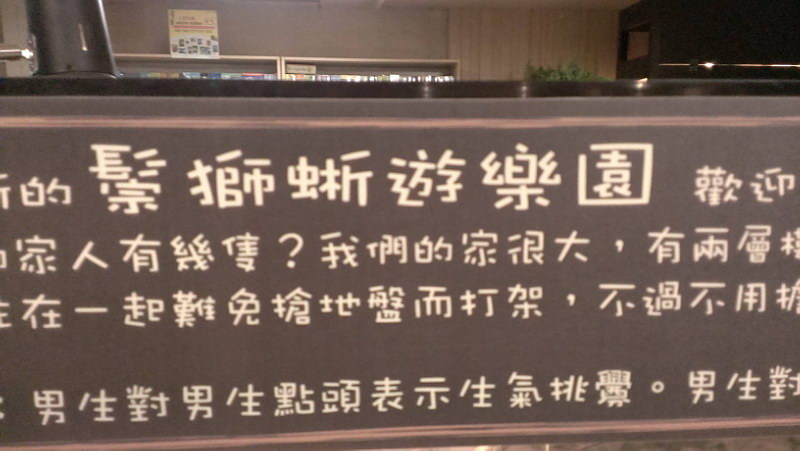 的 鬃獅蜥遊樂園 歡迎
家人有幾隻？我們的家很大，有兩層
在一起難免搶地盤而打架，不過不用擔
：男生對男生點頭表示生氣挑釁。男生對